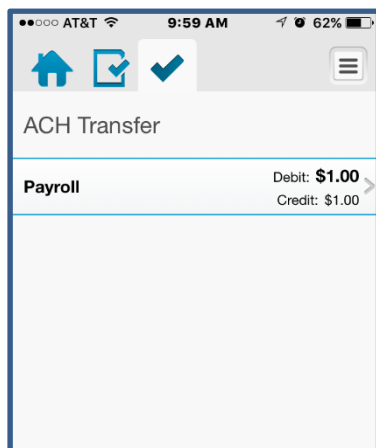 AT&T 9:59 AM 62%
ACH Transfer
Payroll Debit: $1.00
Credit: $1.00